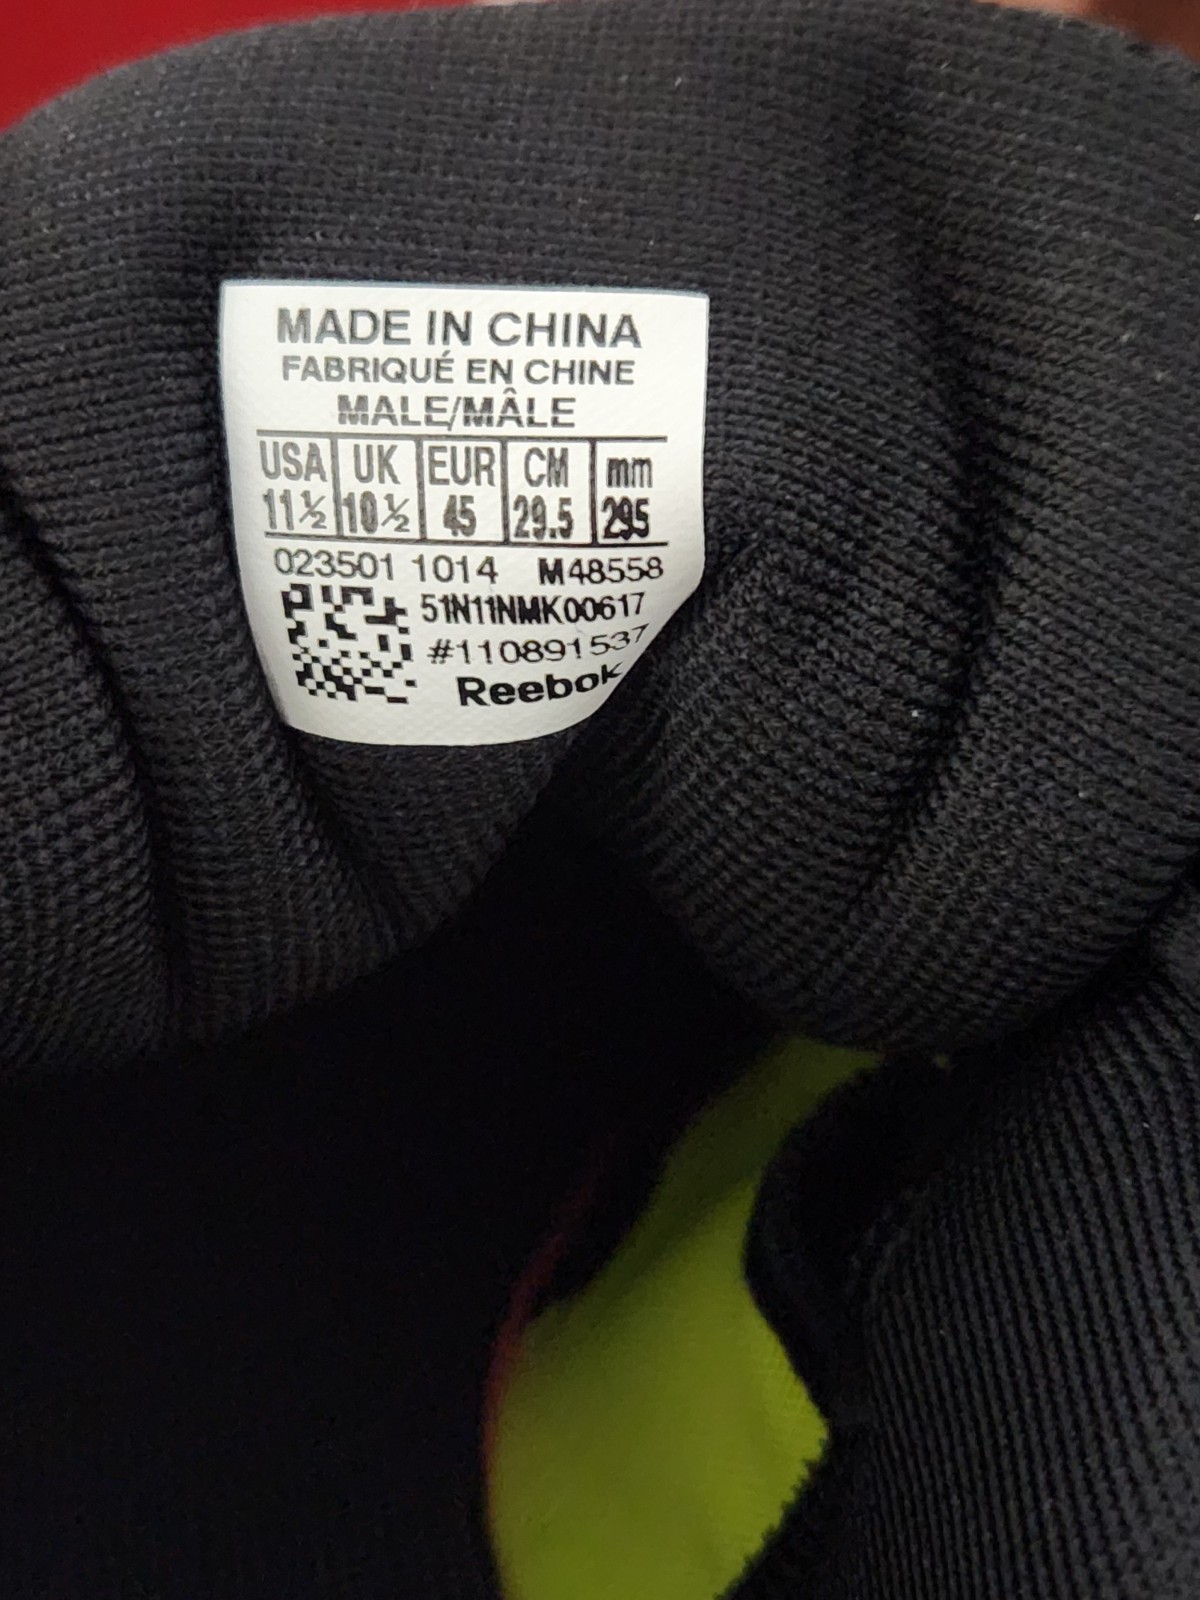 MADE IN CHINA
FABRIQUÉ EN CHINE
MALE/MÂLE
USA UK EUR CM mm
11½ 10½ 45 29.5 295
023501 1014 M48558
51N11NMK00617
#110891537
Reebok